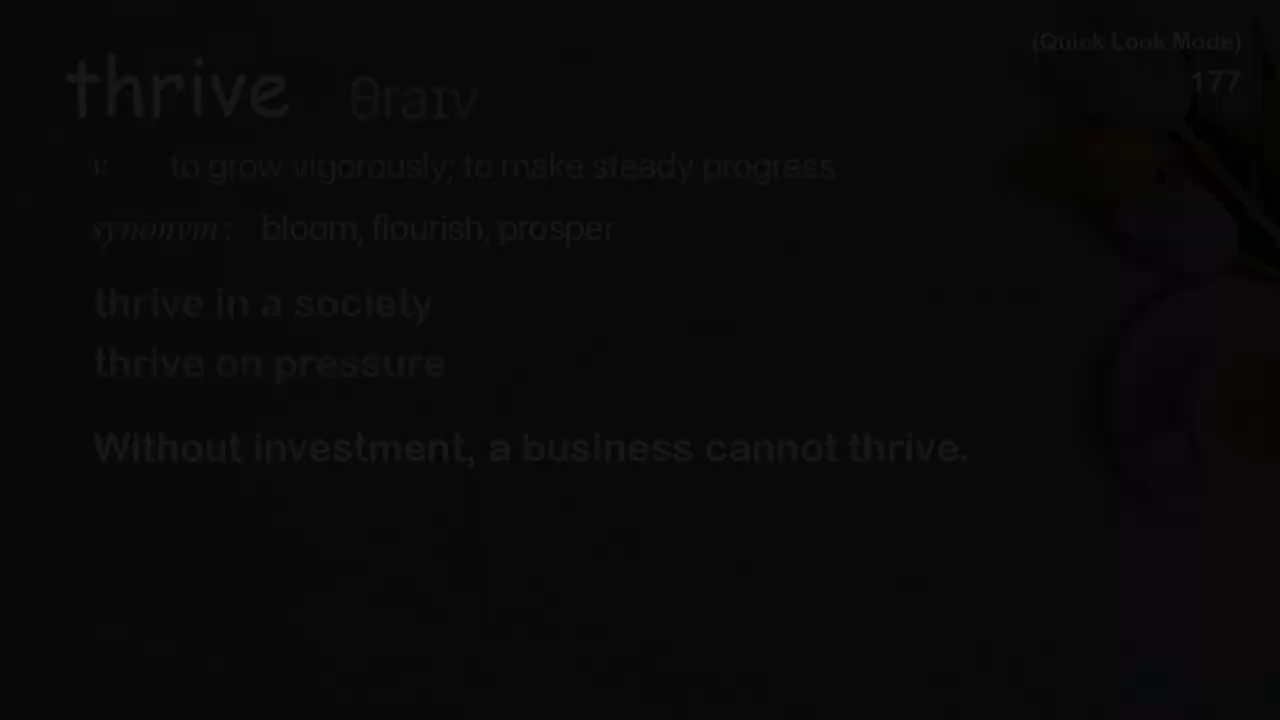 (Quick Look Mode)
thrive θraɪv
177
v. to grow vigorously; to make steady progress
synonym: bloom, flourish, prosper
thrive in a society
thrive on pressure
Without investment, a business cannot thrive.